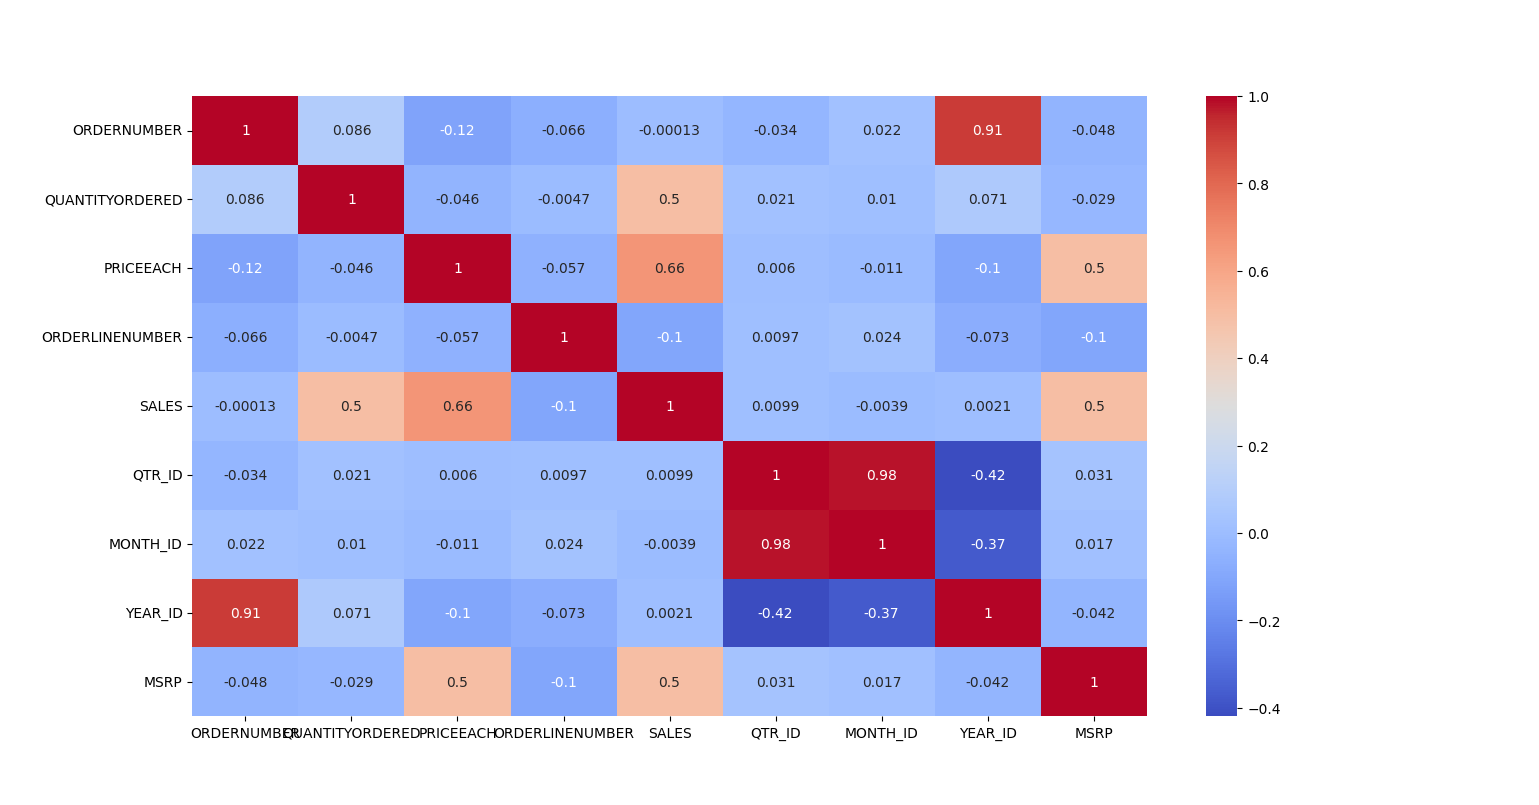 ORDERNUMBER 1 0.086 -0.12 -0.066 -0.00013 -0.034 0.022 0.91 -0.048
QUANTITYORDERED 0.086 1 -0.046 -0.0047 0.5 0.021 0.01 0.071 -0.029
PRICEEACH -0.12 -0.046 1 -0.057 0.66 0.006 -0.011 -0.1 0.5
ORDERLINENUMBER -0.066 -0.0047 -0.057 1 -0.1 0.0097 0.024 -0.073 -0.1
SALES -0.00013 0.5 0.66 -0.1 1 0.0099 -0.0039 0.0021 0.5
QTR_ID -0.034 0.021 0.006 0.0097 0.0099 1 0.98 -0.42 0.031
MONTH_ID 0.022 0.01 -0.011 0.024 -0.0039 0.98 1 -0.37 0.017
YEAR_ID 0.91 0.071 -0.1 -0.073 0.0021 -0.42 -0.37 1 -0.042
MSRP -0.048 -0.029 0.5 -0.1 0.5 0.031 0.017 -0.042 1
ORDERNUMBER QUANTITYORDERED PRICEEACH ORDERLINENUMBER SALES QTR_ID MONTH_ID YEAR_ID MSRP
1.0
0.8
0.6
0.4
0.2
0.0
−0.2
−0.4